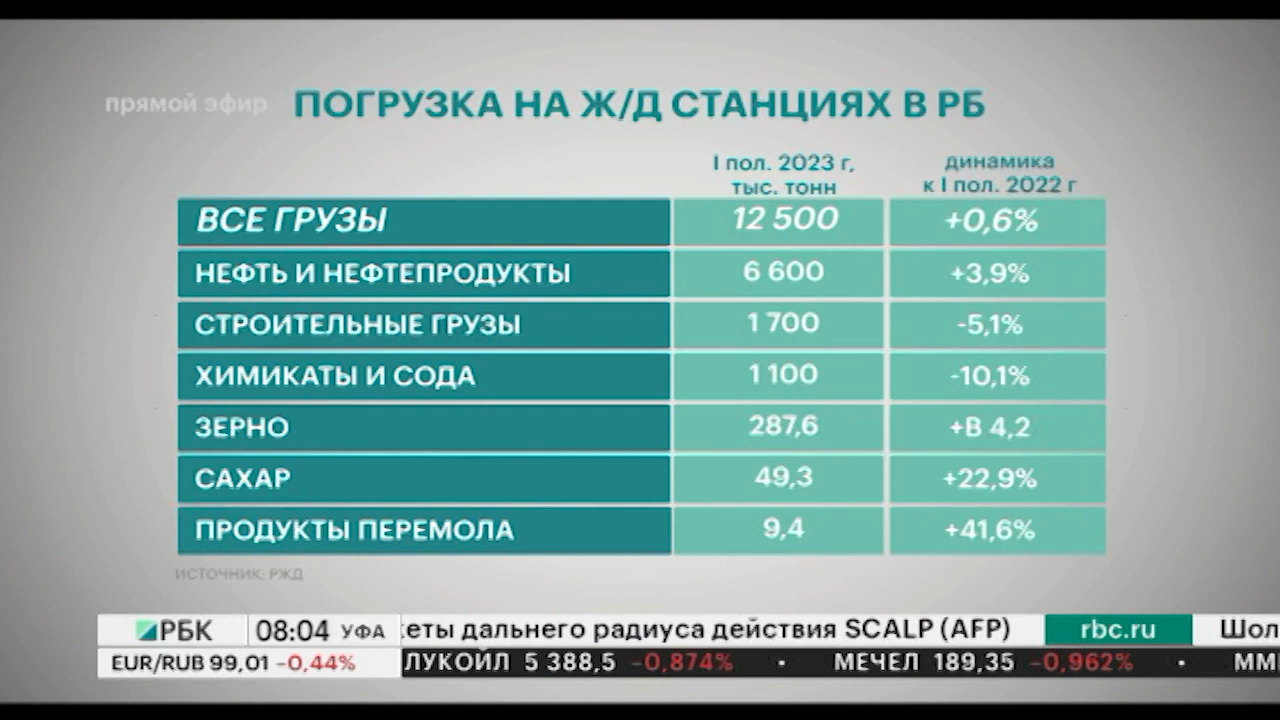 прямой эфир
ПОГРУЗКА НА Ж/Д СТАНЦИЯХ В РБ
I пол. 2023 г, динамика
тыс. тонн к I пол. 2022 г
ВСЕ ГРУЗЫ 12 500 +0,6%
НЕФТЬ И НЕФТЕПРОДУКТЫ 6 600 +3,9%
СТРОИТЕЛЬНЫЕ ГРУЗЫ 1 700 -5,1%
ХИМИКАТЫ И СОДА 1 100 -10,1%
ЗЕРНО 287,6 +В 4,2
САХАР 49,3 +22,9%
ПРОДУКТЫ ПЕРЕМОЛА 9,4 +41,6%
ИСТОЧНИК: РЖД
РБК 08:04 УФА еты дальнего радиуса действия SCALP (AFP) rbc.ru Шол
EUR/RUB 99,01 -0,44% ЛУКОЙЛ 5 388,5 -0,874% · МЕЧЕЛ 189,35 -0,962% · ММ